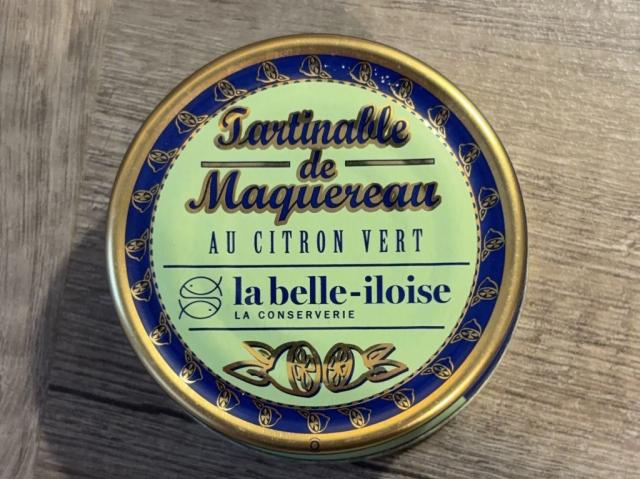 Tartinable
de
Maquereau
AU CITRON VERT
la belle-iloise
LA CONSERVERIE